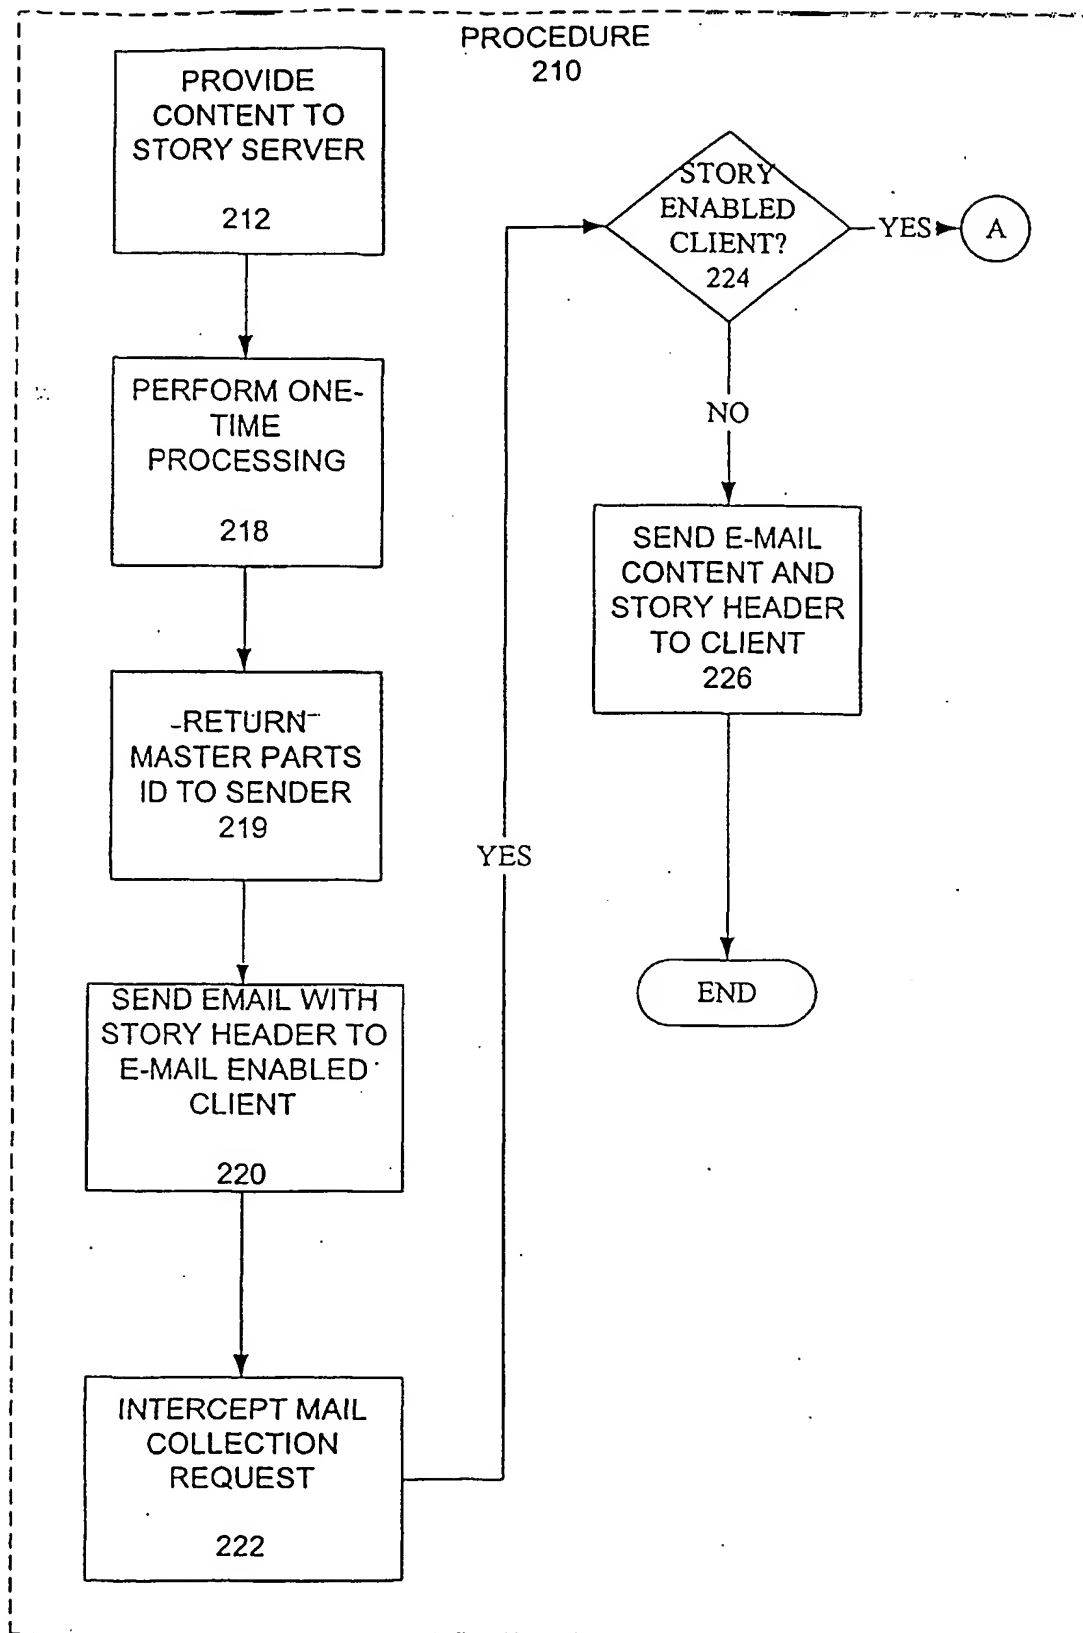 PROCEDURE
210
PROVIDE
CONTENT TO
STORY SERVER
212
PERFORM ONE-
TIME
PROCESSING
218
RETURN
MASTER PARTS
ID TO SENDER
219
SEND EMAIL WITH
STORY HEADER TO
E-MAIL ENABLED
CLIENT
220
INTERCEPT MAIL
COLLECTION
REQUEST
222
YES
STORY
ENABLED
CLIENT?
224
YES
A
NO
SEND E-MAIL
CONTENT AND
STORY HEADER
TO CLIENT
226
END